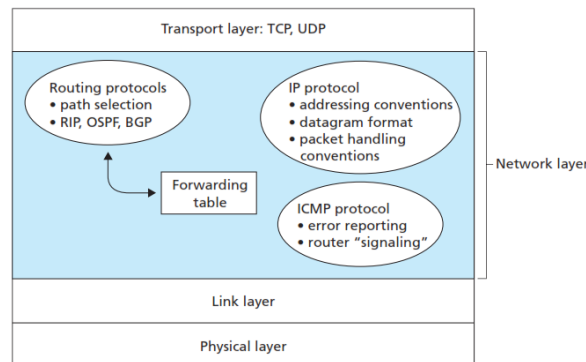 Transport layer: TCP, UDP
Routing protocols
• path selection
• RIP, OSPF, BGP
IP protocol
• addressing conventions
• datagram format
• packet handling
conventions
Network layer
Forwarding
table
ICMP protocol
• error reporting
• router “signaling”
Link layer
Physical layer